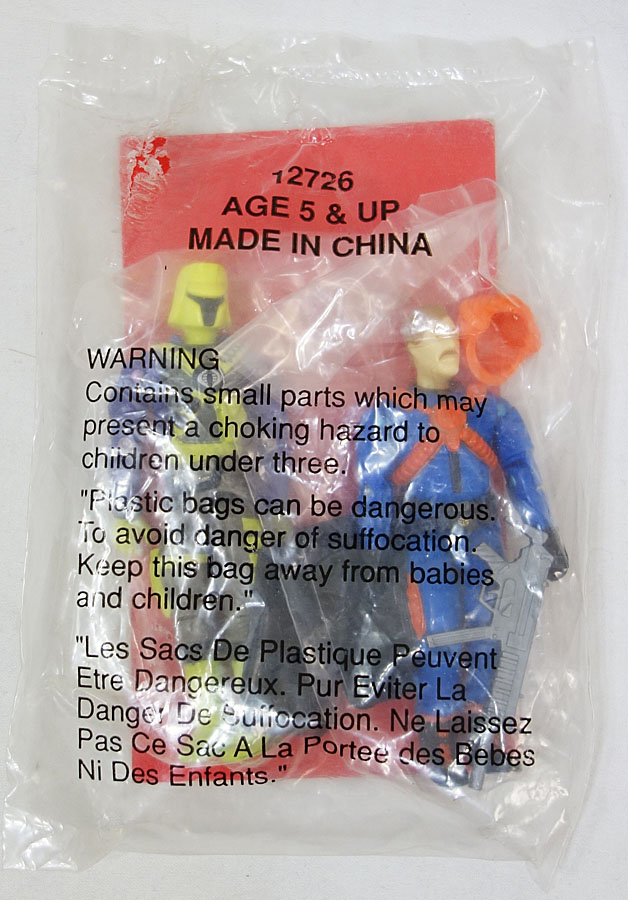 12726
AGE 5 & UP
MADE IN CHINA
WARNING
Contains small parts which may
present a choking hazard to
children under three.
"Plastic bags can be dangerous.
To avoid danger of suffocation.
Keep this bag away from babies
and children."
"Les Sacs De Plastique Peuvent
Etre Dangereux. Pur Eviter La
Danger De Suffocation. Ne Laissez
Pas Ce Sac A La Portee des Bebes
Ni Des Enfants."